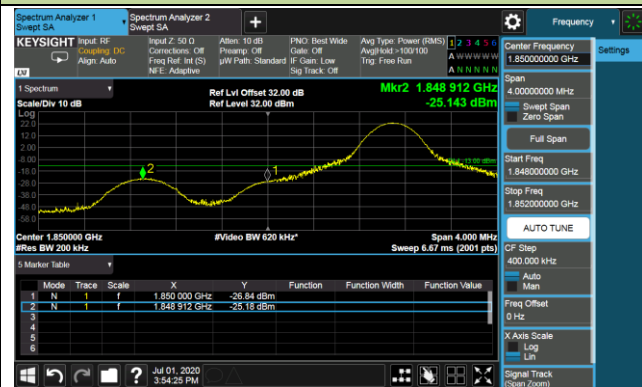 Spectrum Analyzer 1
Swept SA
Spectrum Analyzer 2
Swept SA
+
Frequency
KEYSIGHT
Input: RF
Coupling: DC
Align: Auto
Input Z: 50 Ω
Corrections: Off
Freq Ref: Int (S)
NFE: Adaptive
Atten: 10 dB
Preamp: Off
µW Path: Standard
PNO: Best Wide
Gate: Off
IF Gain: Low
Sig Track: Off
Avg Type: Power (RMS)
Avg|Hold:>100/100
Trig: Free Run
1 2 3 4 5 6
A W W W W W
A N N N N N
LXI
Center Frequency
1.850000000 GHz
Settings
Span
4.00000000 MHz
Swept Span
Zero Span
Full Span
Start Freq
1.848000000 GHz
Stop Freq
1.852000000 GHz
AUTO TUNE
CF Step
400.000 kHz
Auto
Man
Freq Offset
0 Hz
X Axis Scale
Log
Lin
Signal Track
(Span Zoom)
1 Spectrum
Scale/Div 10 dB
Ref Lvl Offset 32.00 dB
Ref Level 32.00 dBm
Mkr2 1.848 912 GHz
-25.143 dBm
Log
22.0
12.0
2.00
-8.00
-18.0
-28.0
-38.0
-48.0
-58.0
2
1
Center 1.850000 GHz
#Res BW 200 kHz
#Video BW 620 kHz*
Span 4.000 MHz
Sweep 6.67 ms (2001 pts)
5 Marker Table
Mode Trace Scale X Y Function Function Width Function Value
1 N 1 f 1.850 000 GHz -26.84 dBm
2 N 1 f 1.848 912 GHz -25.18 dBm
3
4
5
6
?
Jul 01, 2020
3:54:25 PM